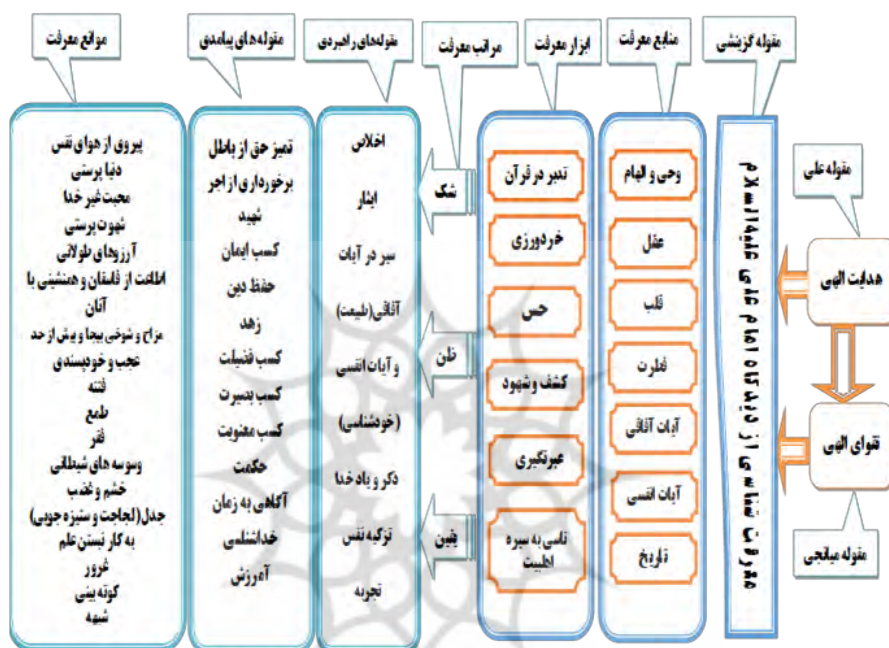 مقوله گزینشی
منابع معرفت
ابزار معرفت
مراتب معرفت
مقوله‌های راهبردی
مقوله‌های پیامدی
موانع معرفت
مقوله علی
هدایت الهی
تقوای الهی
مقوله میانجی
معرفت شناسی از دیدگاه امام علی علیه‌السلام
وحی و الهام
عقل
قلب
فطرت
آیات آفاقی
آیات انفسی
تاریخ
تدبر در قرآن
خردورزی
حس
کشف و شهود
عبرتگیری
تاسی به سیره
اهلبیت
شک
ظن
یقین
اخلاص
ایثار
سیر در آیات
آفاقی(طبیعت)
و آیات انفسی
(خودشناسی)
ذکر و یاد خدا
تزکیه نفس
تجربه
تمیز حق از باطل
برخورداری از اجر
شهید
کسب ایمان
حفظ دین
زهد
کسب فضیلت
کسب بصیرت
کسب معنویت
حکمت
آگاهی به زمان
خداشناسی
آمرزش
پیروی از هوای نفس
دنیا پرستی
محبت غیر خدا
شهوت پرستی
آرزوهای طولانی
اطاعت از فاسقان و همنشینی با
آنان
مزاح و شوخی بیجا و بیش از حد
عجب و خودپسندی
فتنه
طمع
فقر
وسوسه های شیطانی
خشم و غضب
جدل(لجاجت و ستیزه جویی)
به کار نبستن علم
غرور
کوته بینی
شبهه